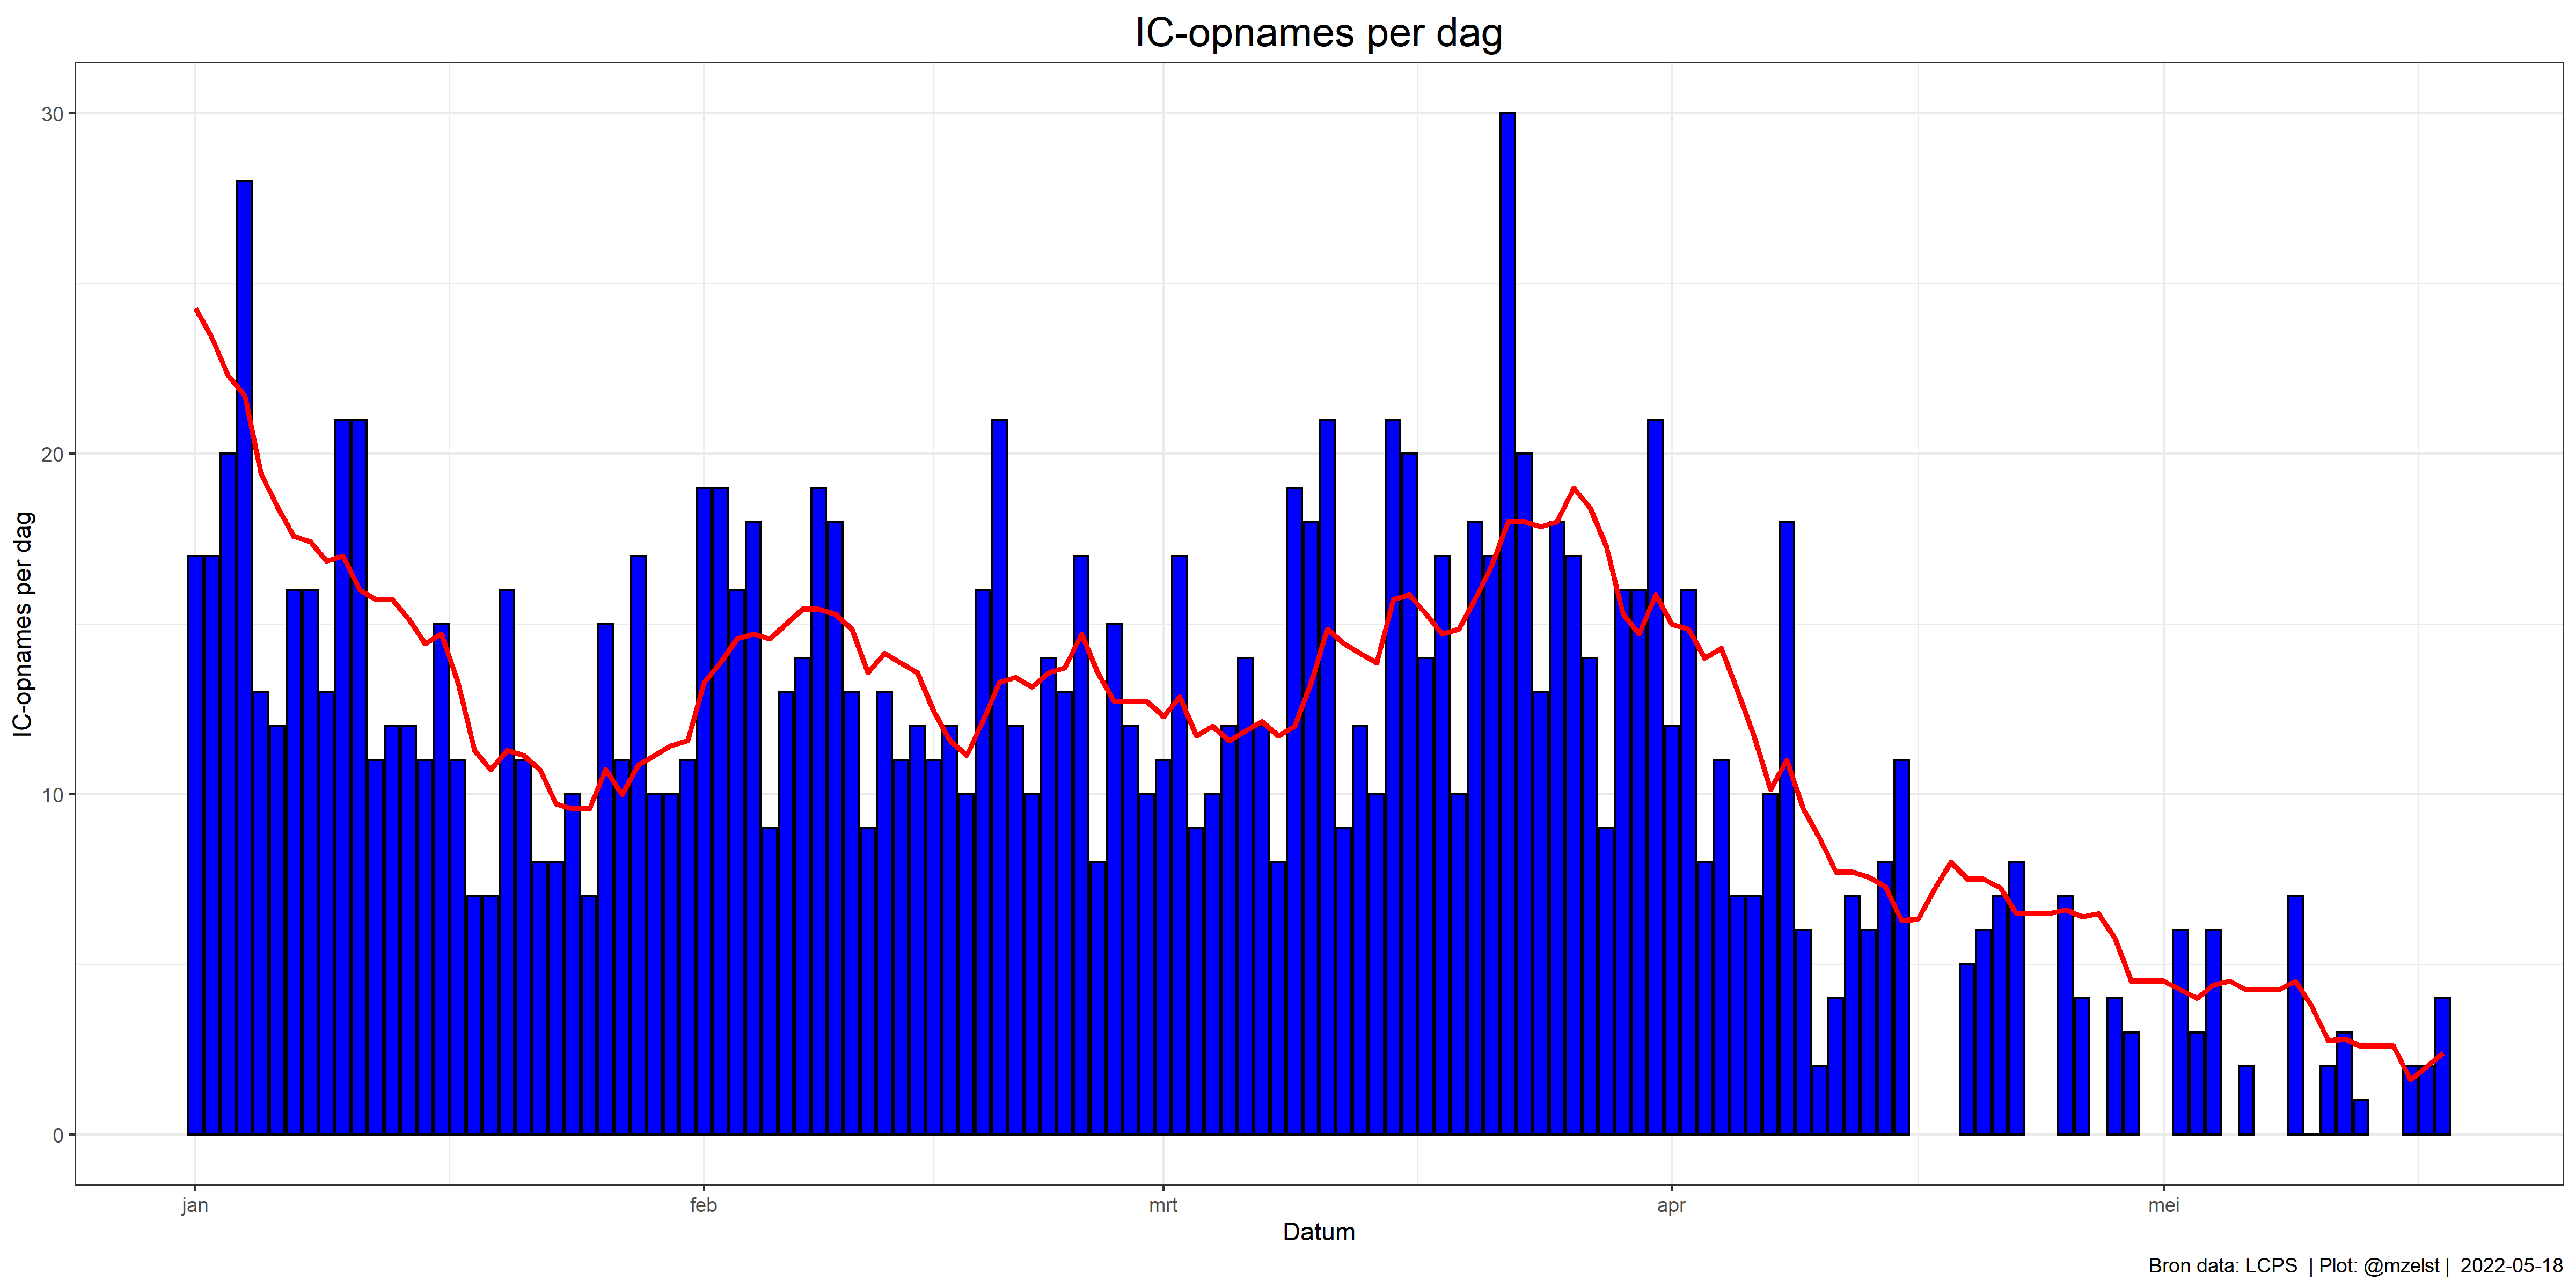 IC-opnames per dag
IC-opnames per dag
30
20
10
0
jan feb mrt apr mei
Datum
Bron data: LCPS | Plot: @mzelst | 2022-05-18